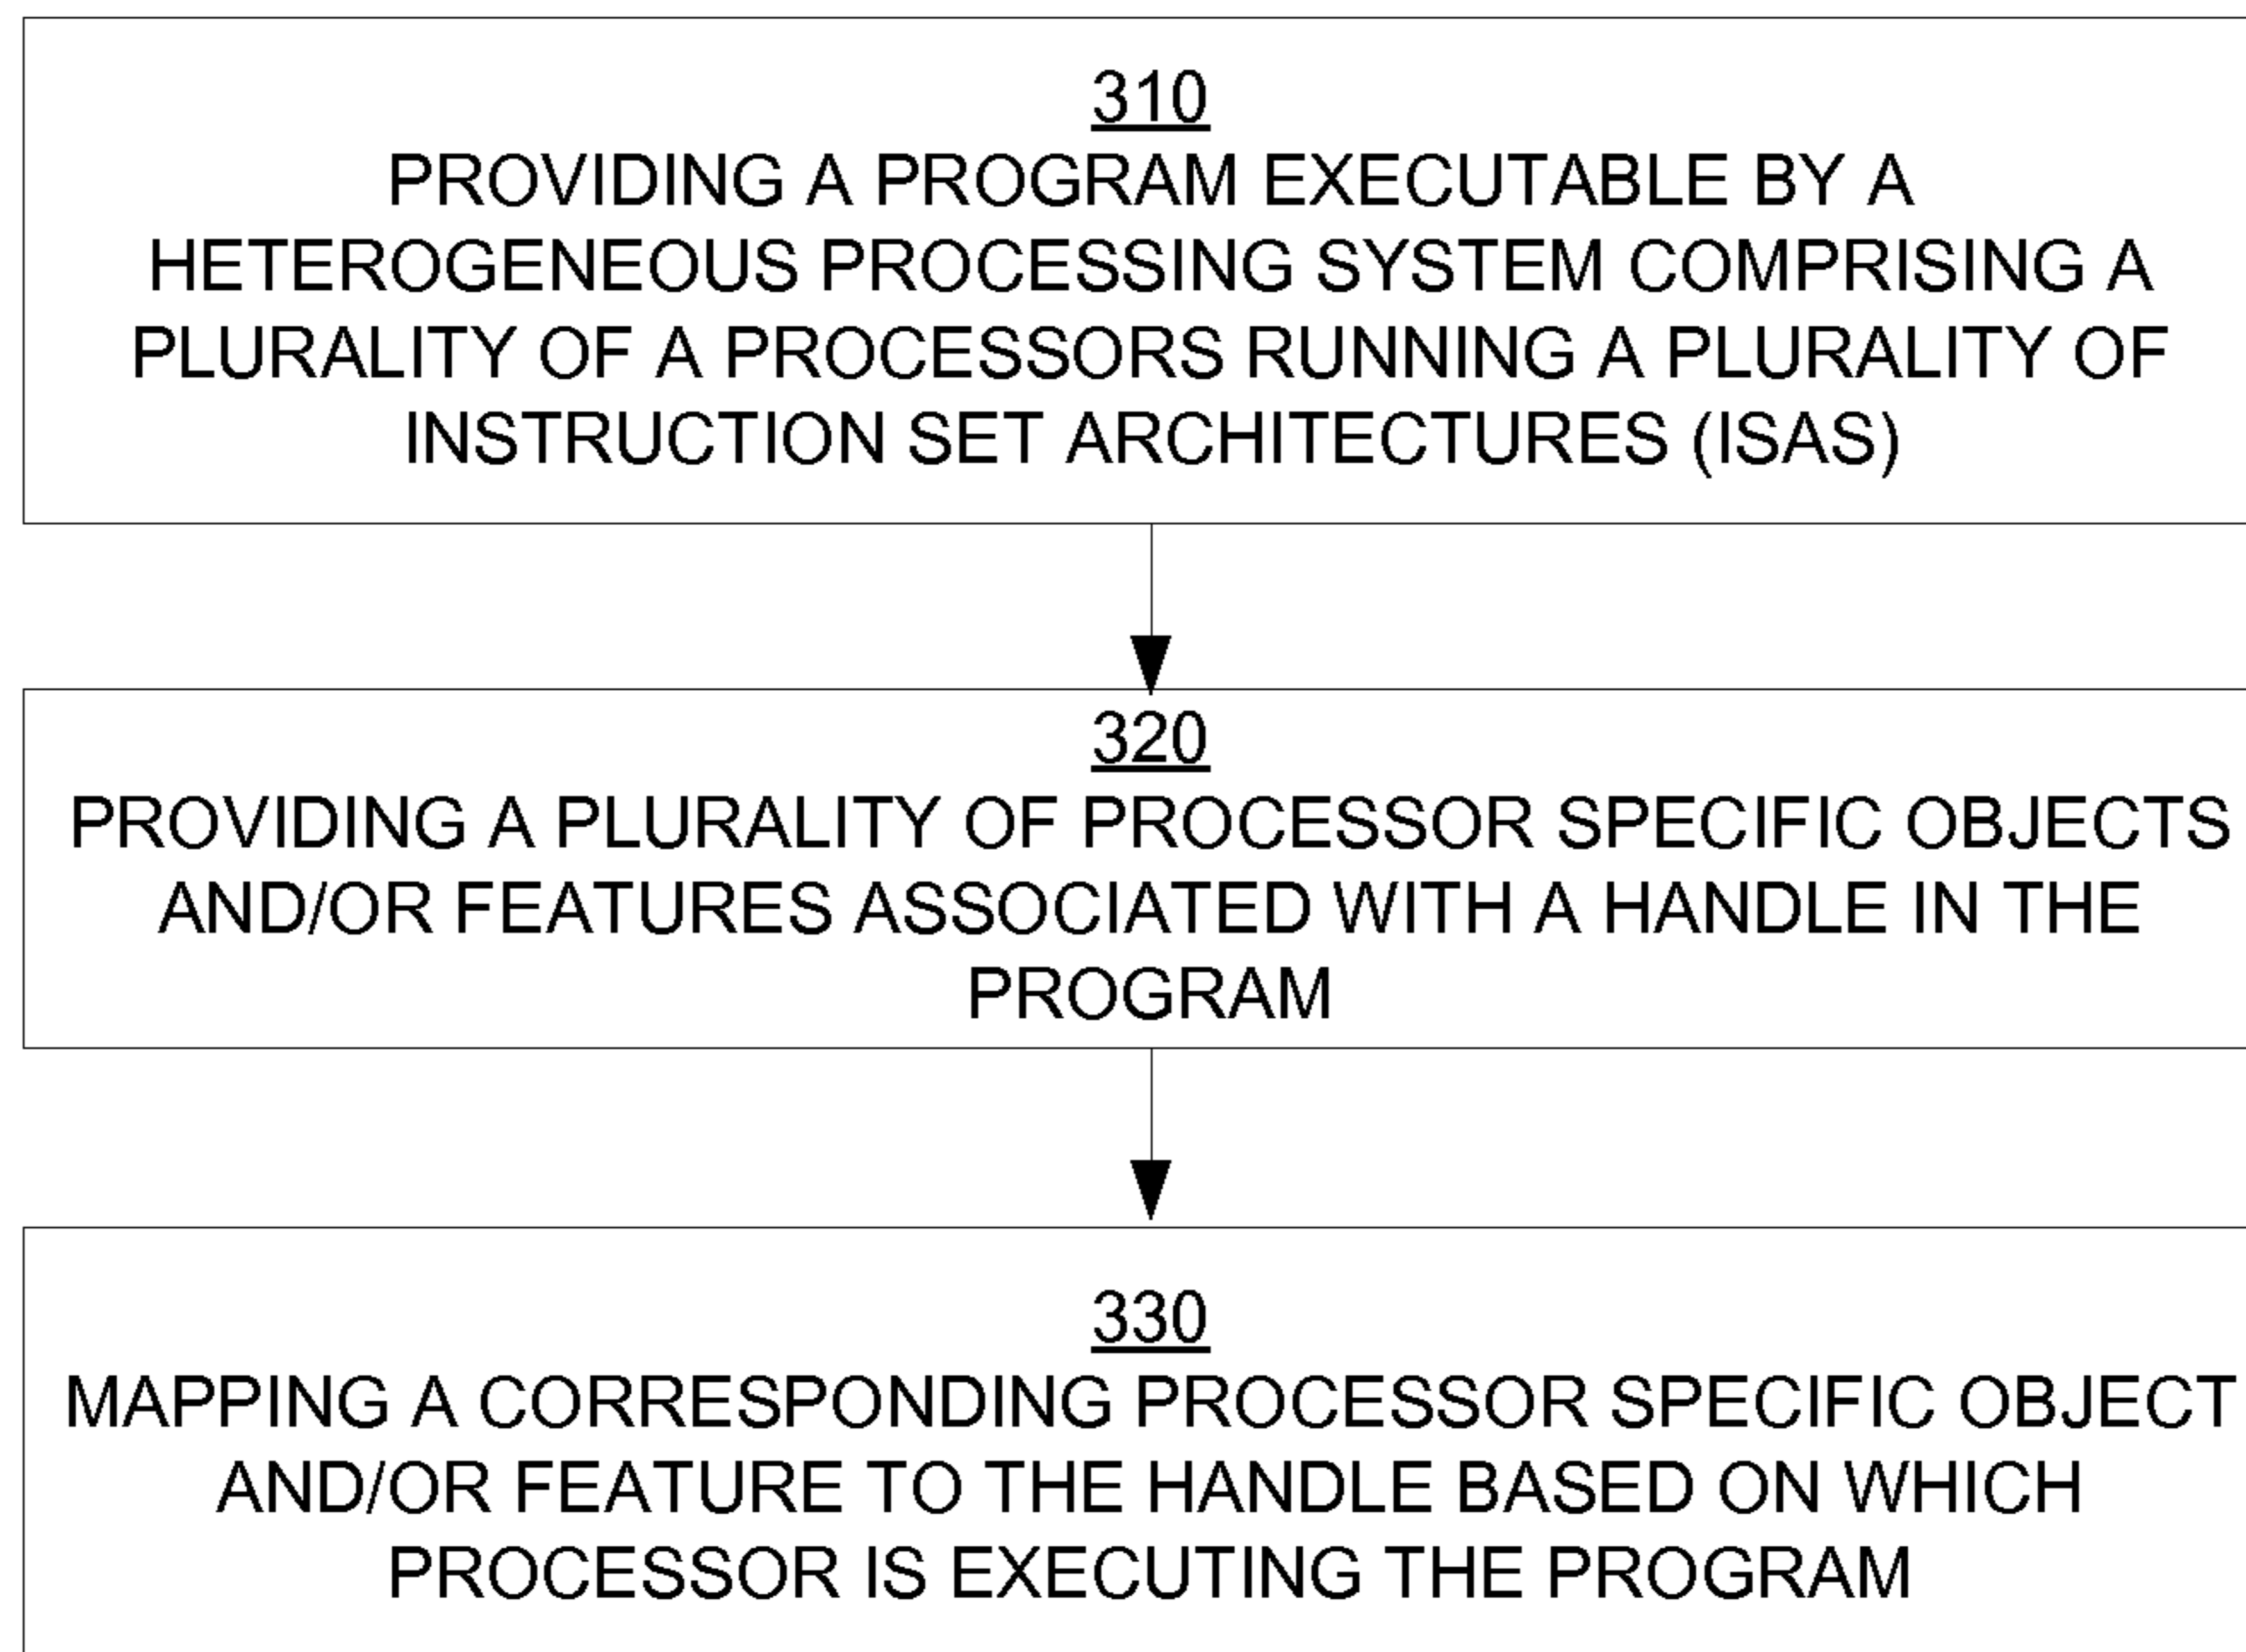 310
PROVIDING A PROGRAM EXECUTABLE BY A
HETEROGENEOUS PROCESSING SYSTEM COMPRISING A
PLURALITY OF A PROCESSORS RUNNING A PLURALITY OF
INSTRUCTION SET ARCHITECTURES (ISAS)
320
PROVIDING A PLURALITY OF PROCESSOR SPECIFIC OBJECTS
AND/OR FEATURES ASSOCIATED WITH A HANDLE IN THE
PROGRAM
330
MAPPING A CORRESPONDING PROCESSOR SPECIFIC OBJECT
AND/OR FEATURE TO THE HANDLE BASED ON WHICH
PROCESSOR IS EXECUTING THE PROGRAM